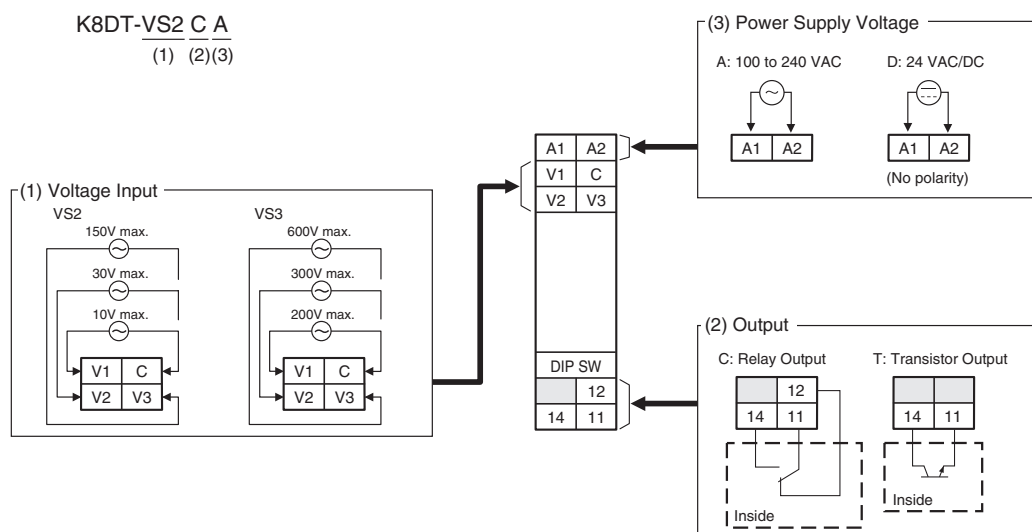 K8DT-VS2 C A
(1) (2) (3)
(3) Power Supply Voltage
A: 100 to 240 VAC
D: 24 VAC/DC
A1 A2
A1 A2
(No polarity)
A1 A2
V1 C
V2 V3
DIP SW
12
14 11
(1) Voltage Input
VS2
150V max.
30V max.
10V max.
V1 C
V2 V3
VS3
600V max.
300V max.
200V max.
V1 C
V2 V3
(2) Output
C: Relay Output
12
14 11
Inside
T: Transistor Output
14 11
Inside